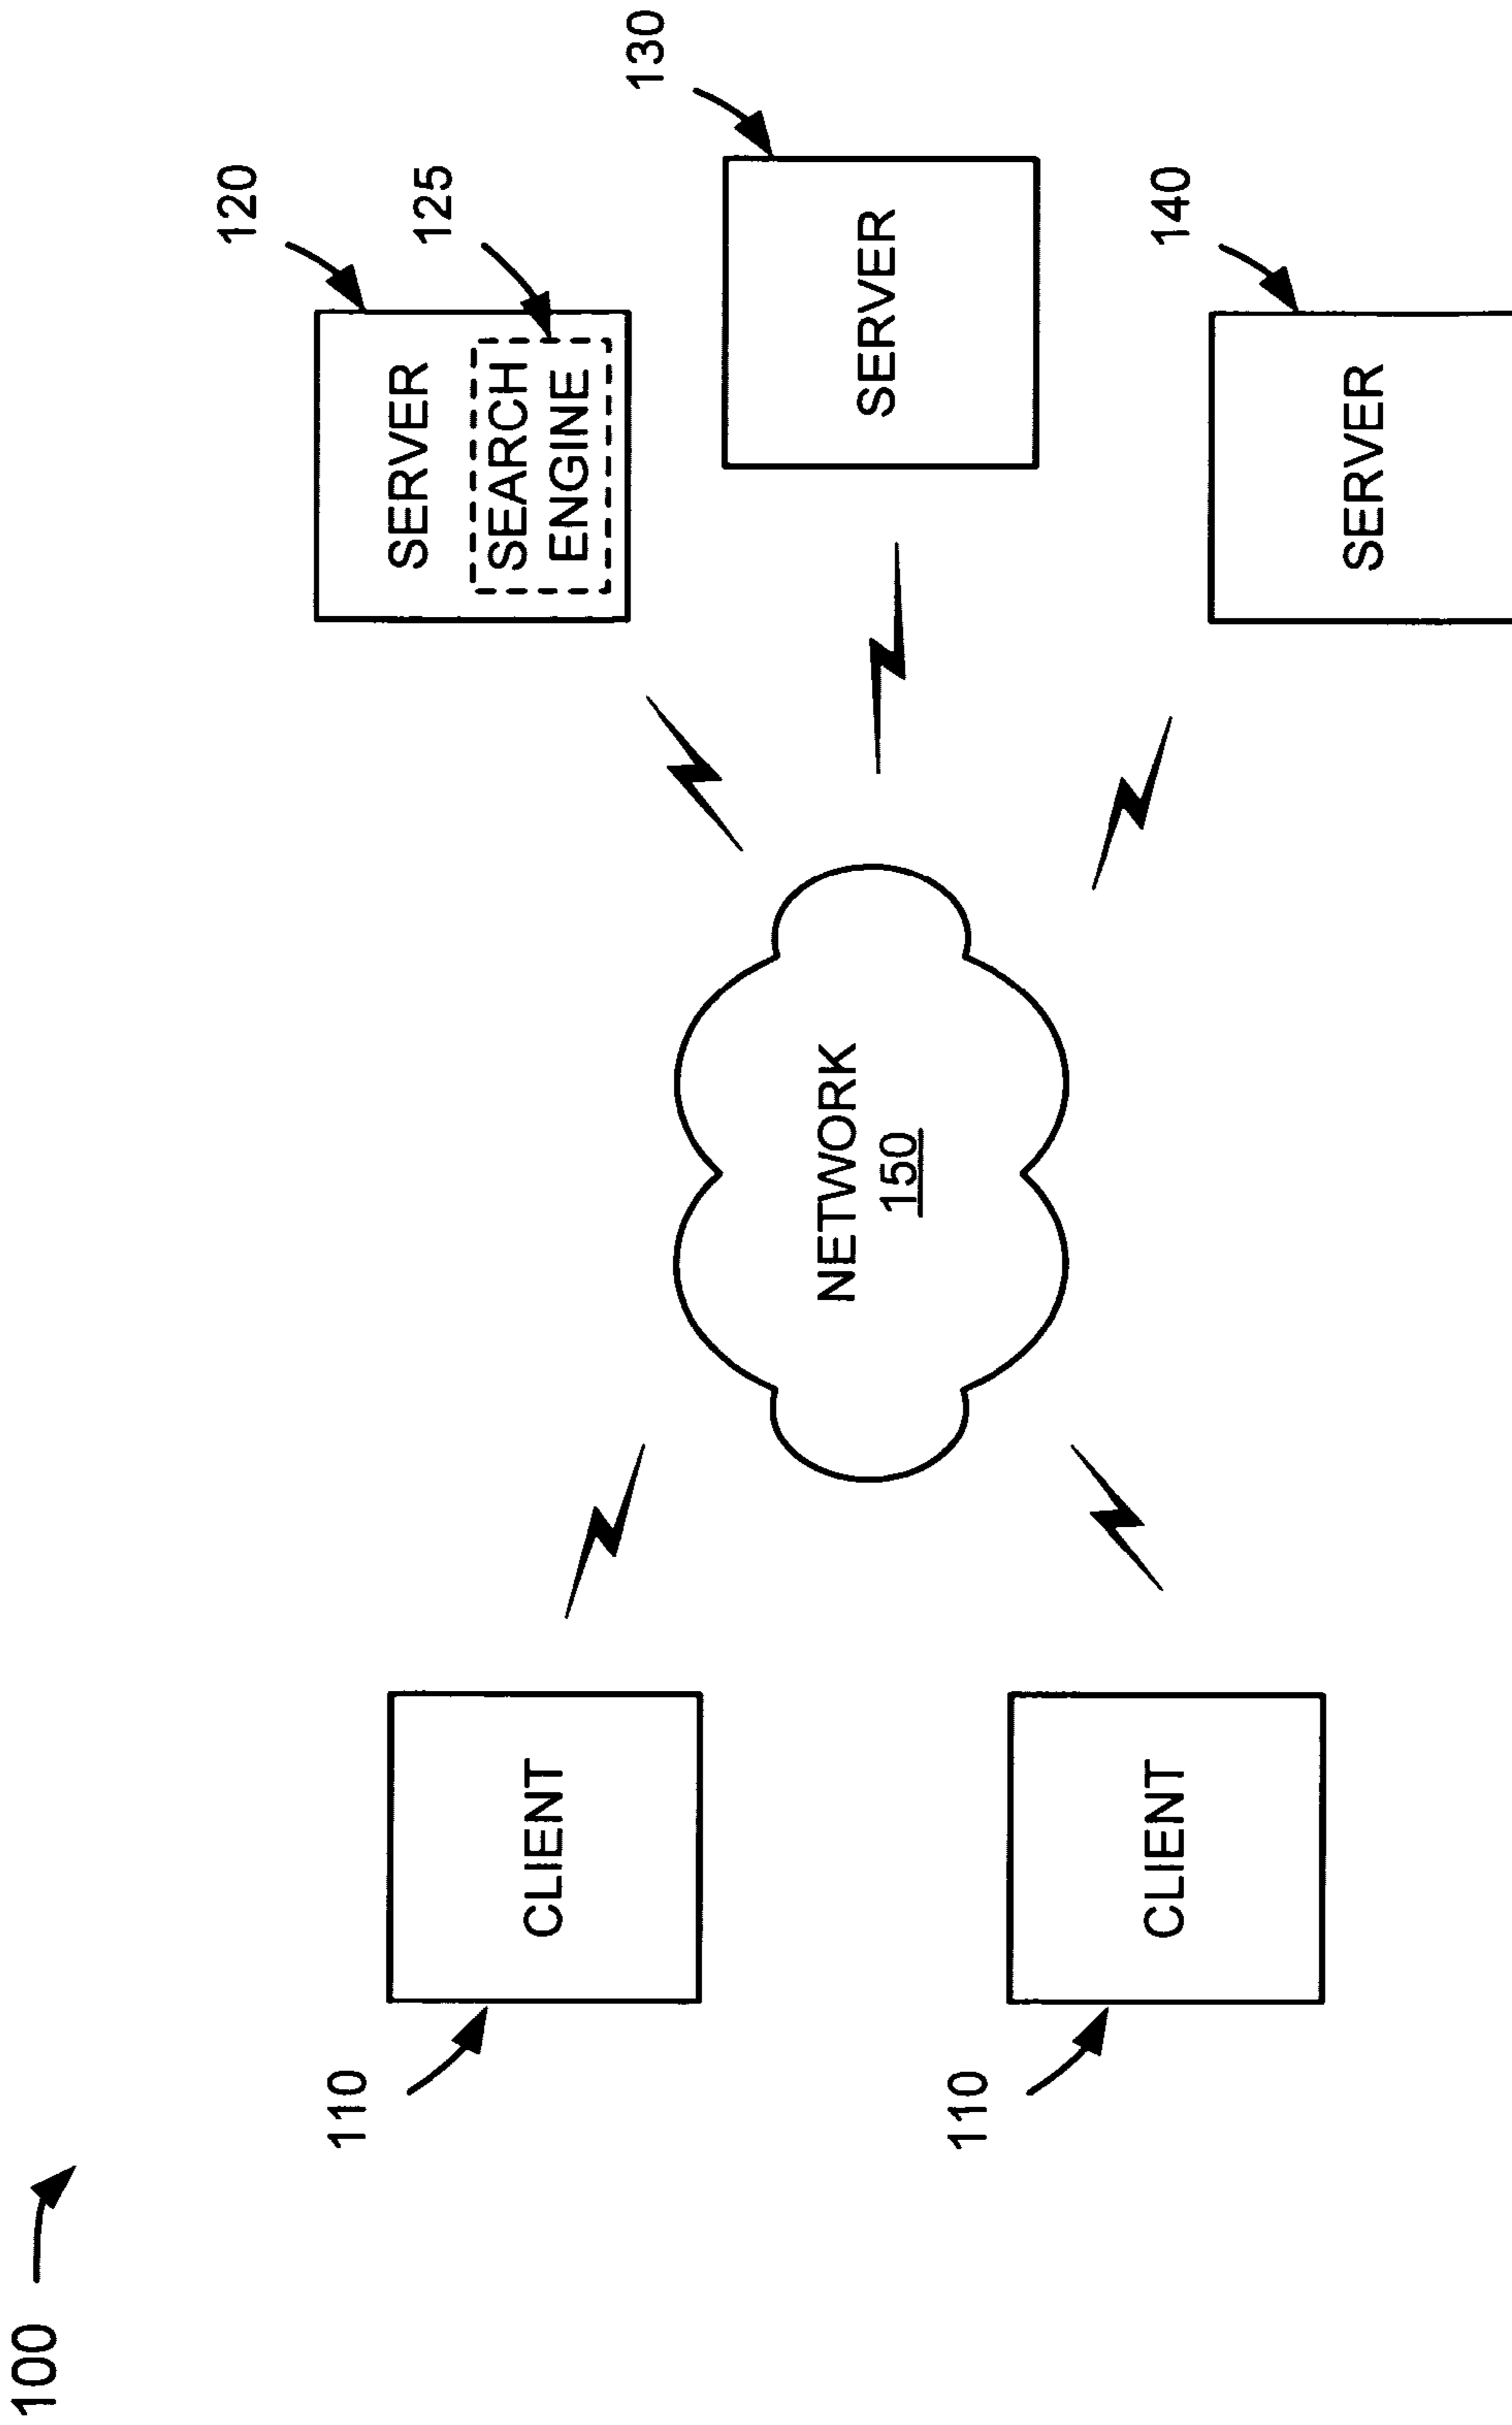 100
110
CLIENT
110
CLIENT
NETWORK
150
120
SERVER
125
SEARCH
ENGINE
130
SERVER
140
SERVER